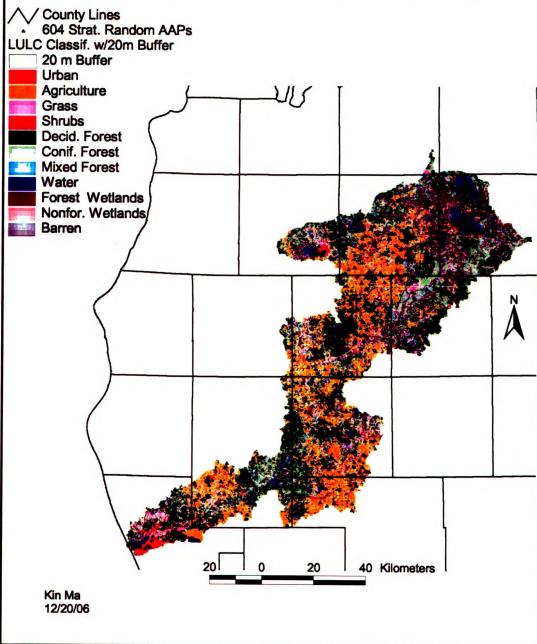 County Lines
604 Strat. Random AAPs
LULC Classif. w/20m Buffer
20 m Buffer
Urban
Agriculture
Grass
Shrubs
Decid. Forest
Conif. Forest
Mixed Forest
Water
Forest Wetlands
Nonfor. Wetlands
Barren
N
20 0 20 40 Kilometers
Kin Ma
12/20/06